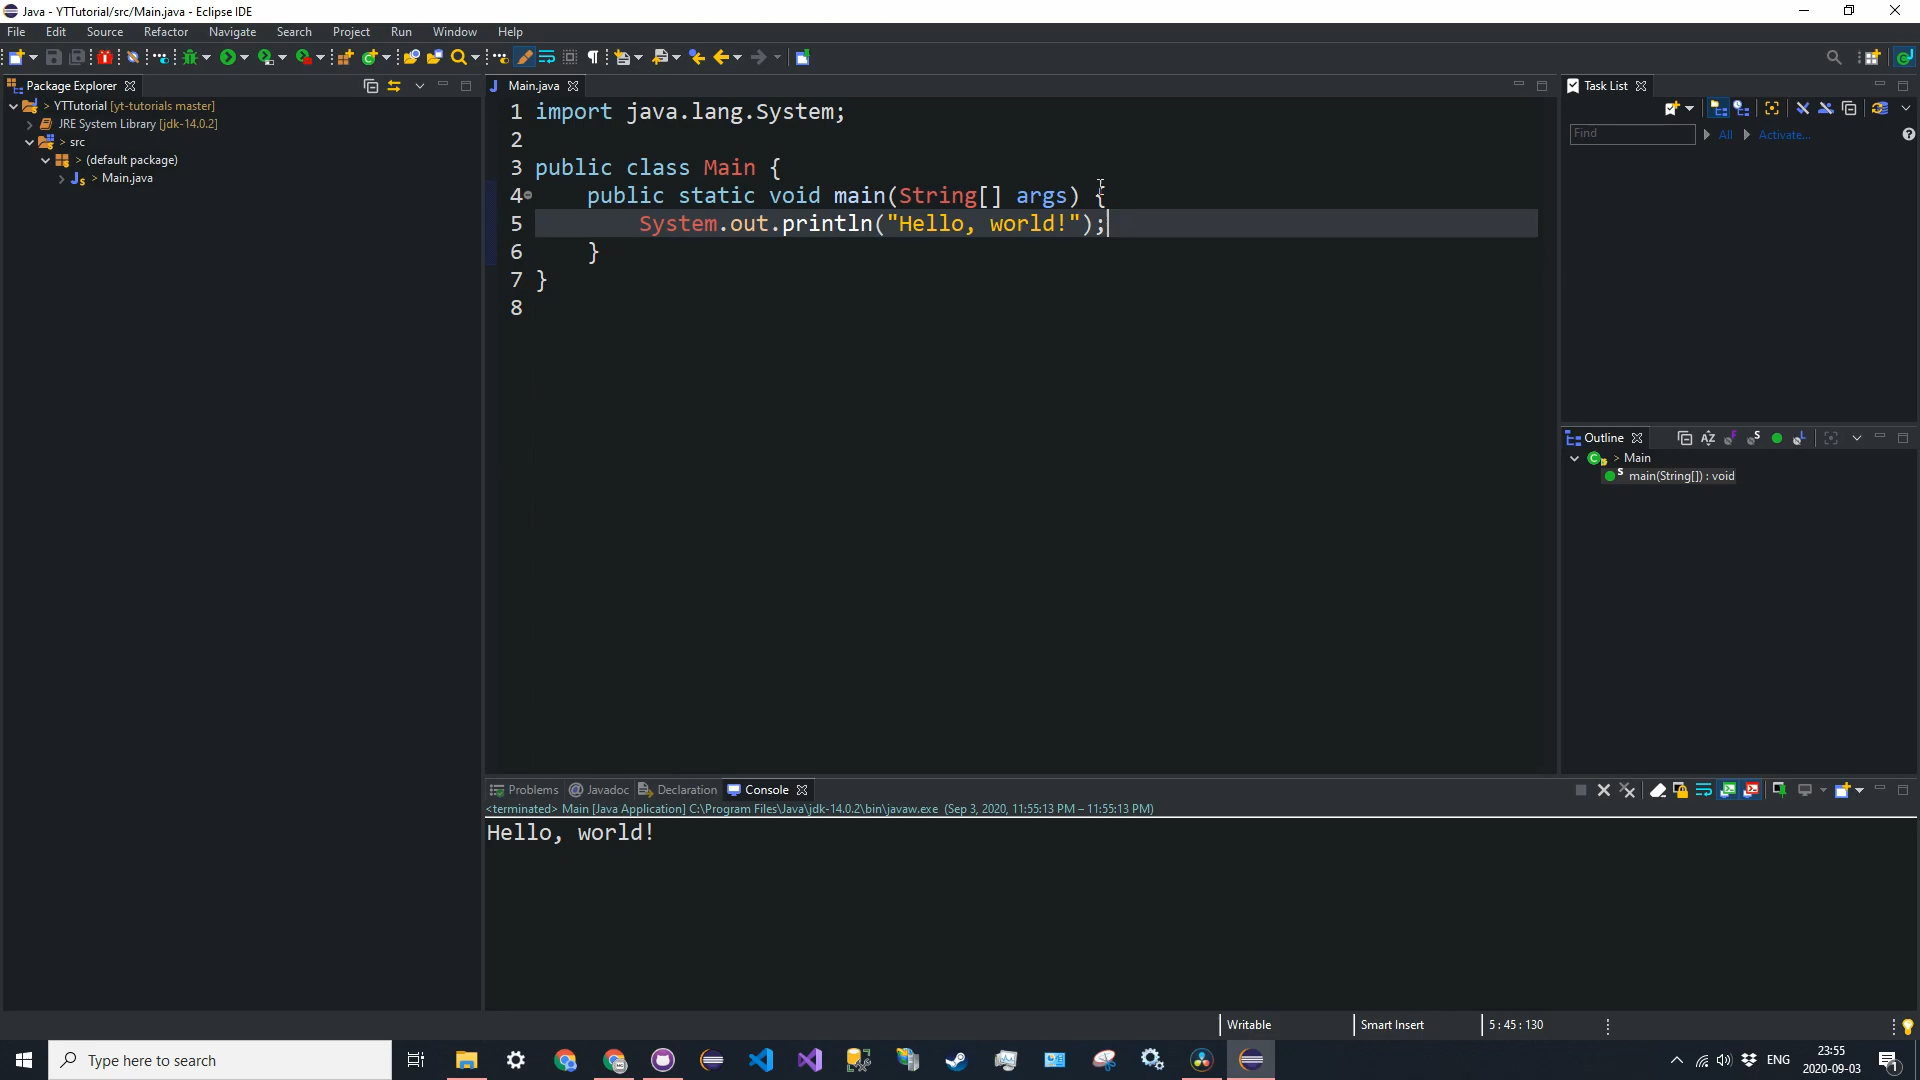 Java - YTTutorial/src/Main.java - Eclipse IDE
File Edit Source Refactor Navigate Search Project Run Window Help
Package Explorer
> YTTutorial [yt-tutorials master]
JRE System Library [jdk-14.0.2]
> src
> (default package)
> Main.java
Main.java
1 import java.lang.System;
2
3 public class Main {
4 public static void main(String[] args) {
5 System.out.println("Hello, world!");
6 }
7 }
8
Task List
Find
All
Activate...
Outline
> Main
main(String[]) : void
Problems Javadoc Declaration Console
<terminated> Main [Java Application] C:\Program Files\Java\jdk-14.0.2\bin\javaw.exe (Sep 3, 2020, 11:55:13 PM – 11:55:13 PM)
Hello, world!
Writable
Smart Insert
5 : 45 : 130
Type here to search
ENG
23:55
2020-09-03
1